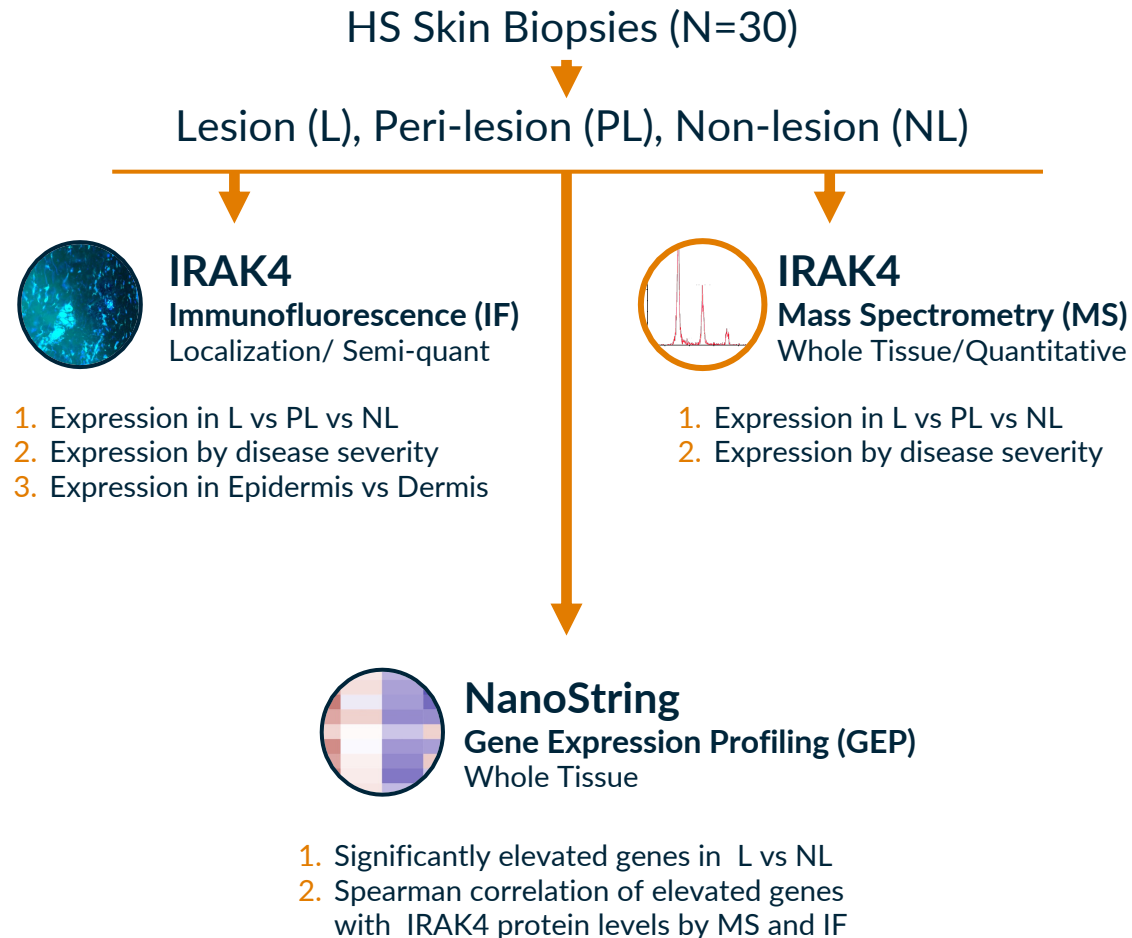 HS Skin Biopsies (N=30)
Lesion (L), Peri-lesion (PL), Non-lesion (NL)
IRAK4
Immunofluorescence (IF)
Localization/ Semi-quant
1. Expression in L vs PL vs NL
2. Expression by disease severity
3. Expression in Epidermis vs Dermis
IRAK4
Mass Spectrometry (MS)
Whole Tissue/Quantitative
1. Expression in L vs PL vs NL
2. Expression by disease severity
NanoString
Gene Expression Profiling (GEP)
Whole Tissue
1. Significantly elevated genes in  L vs NL
2. Spearman correlation of elevated genes
with  IRAK4 protein levels by MS and IF